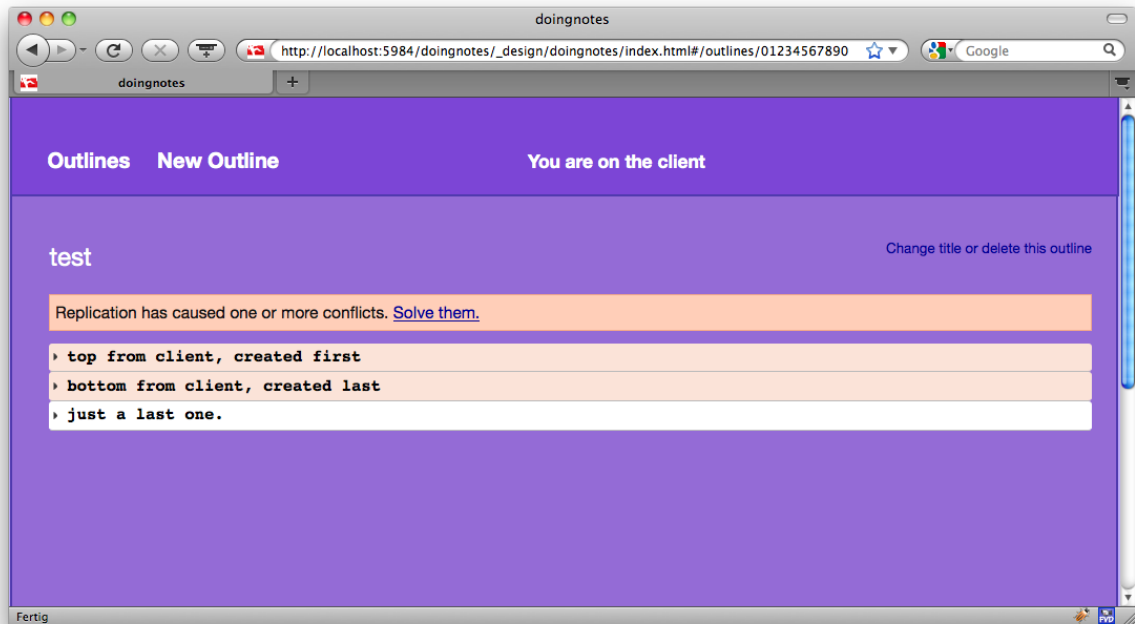 doingnotes
http://localhost:5984/doingnotes/_design/doingnotes/index.html#/outlines/01234567890
Google
doingnotes
Outlines New Outline You are on the client
test
Change title or delete this outline
Replication has caused one or more conflicts. Solve them.
top from client, created first
bottom from client, created last
just a last one.
Fertig
FVD